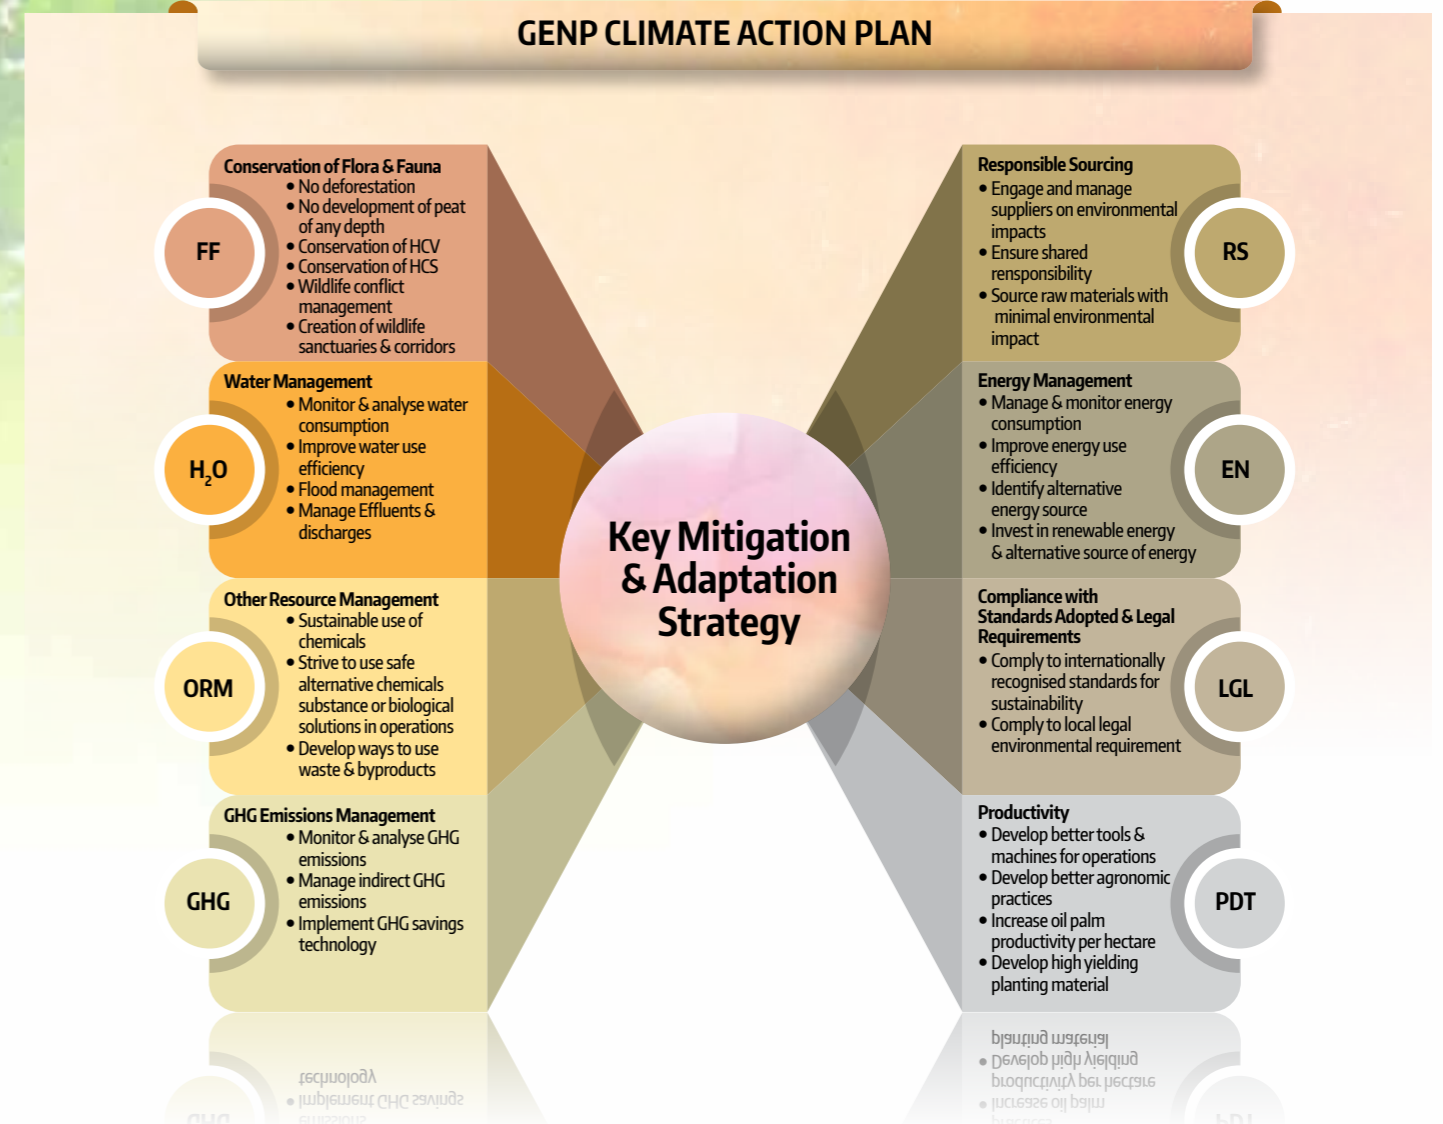 GENP CLIMATE ACTION PLAN
Conservation of Flora & Fauna
• No deforestation
• No development of peat
of any depth
• Conservation of HCV
• Conservation of HCS
• Wildlife conflict
management
• Creation of wildlife
sanctuaries & corridors
FF
Water Management
• Monitor & analyse water
consumption
• Improve water use
efficiency
• Flood management
• Manage Effluents &
discharges
H₂O
Other Resource Management
• Sustainable use of
chemicals
• Strive to use safe
alternative chemicals
substance or biological
solutions in operations
• Develop ways to use
waste & byproducts
ORM
GHG Emissions Management
• Monitor & analyse GHG
emissions
• Manage indirect GHG
emissions
• Implement GHG savings
technology
GHG
Key Mitigation
& Adaptation
Strategy
Responsible Sourcing
• Engage and manage
suppliers on environmental
impacts
• Ensure shared
rensponsibility
• Source raw materials with
minimal environmental
impact
RS
Energy Management
• Manage & monitor energy
consumption
• Improve energy use
efficiency
• Identify alternative
energy source
• Invest in renewable energy
& alternative source of energy
EN
Compliance with
Standards Adopted & Legal
Requirements
• Comply to internationally
recognised standards for
sustainability
• Comply to local legal
environmental requirement
LGL
Productivity
• Develop better tools &
machines for operations
• Develop better agronomic
practices
• Increase oil palm
productivity per hectare
• Develop high yielding
planting material
PDT